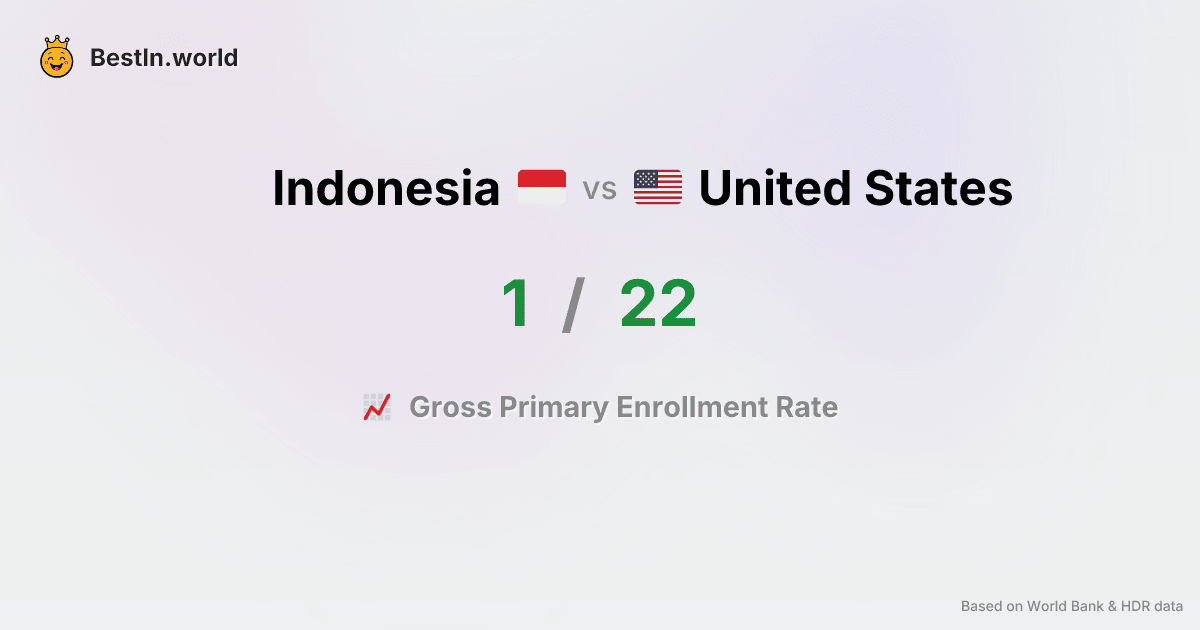 BestIn.world
Indonesia vs United States
1 / 22
Gross Primary Enrollment Rate
Based on World Bank & HDR data